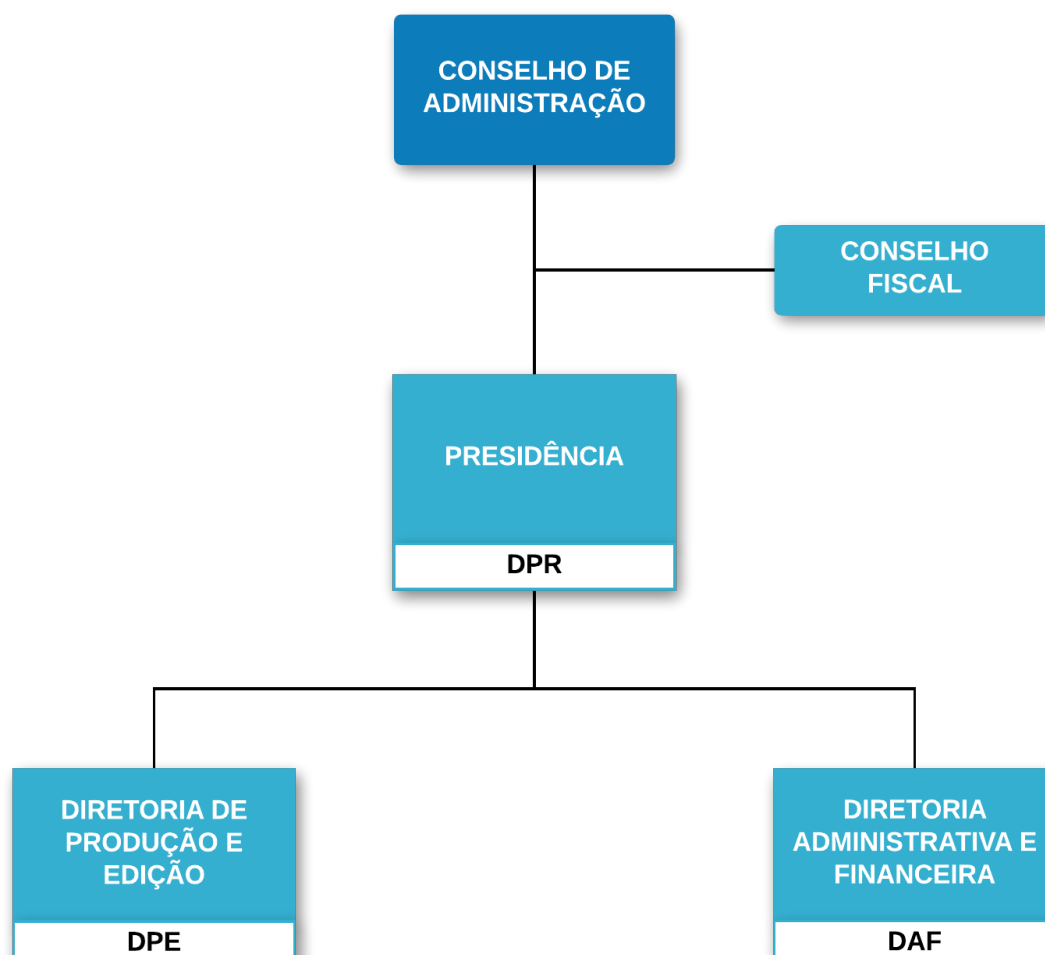 CONSELHO DE
ADMINISTRAÇÃO
CONSELHO
FISCAL
PRESIDÊNCIA
DPR
DIRETORIA DE
PRODUÇÃO E
EDIÇÃO
DPE
DIRETORIA
ADMINISTRATIVA E
FINANCEIRA
DAF